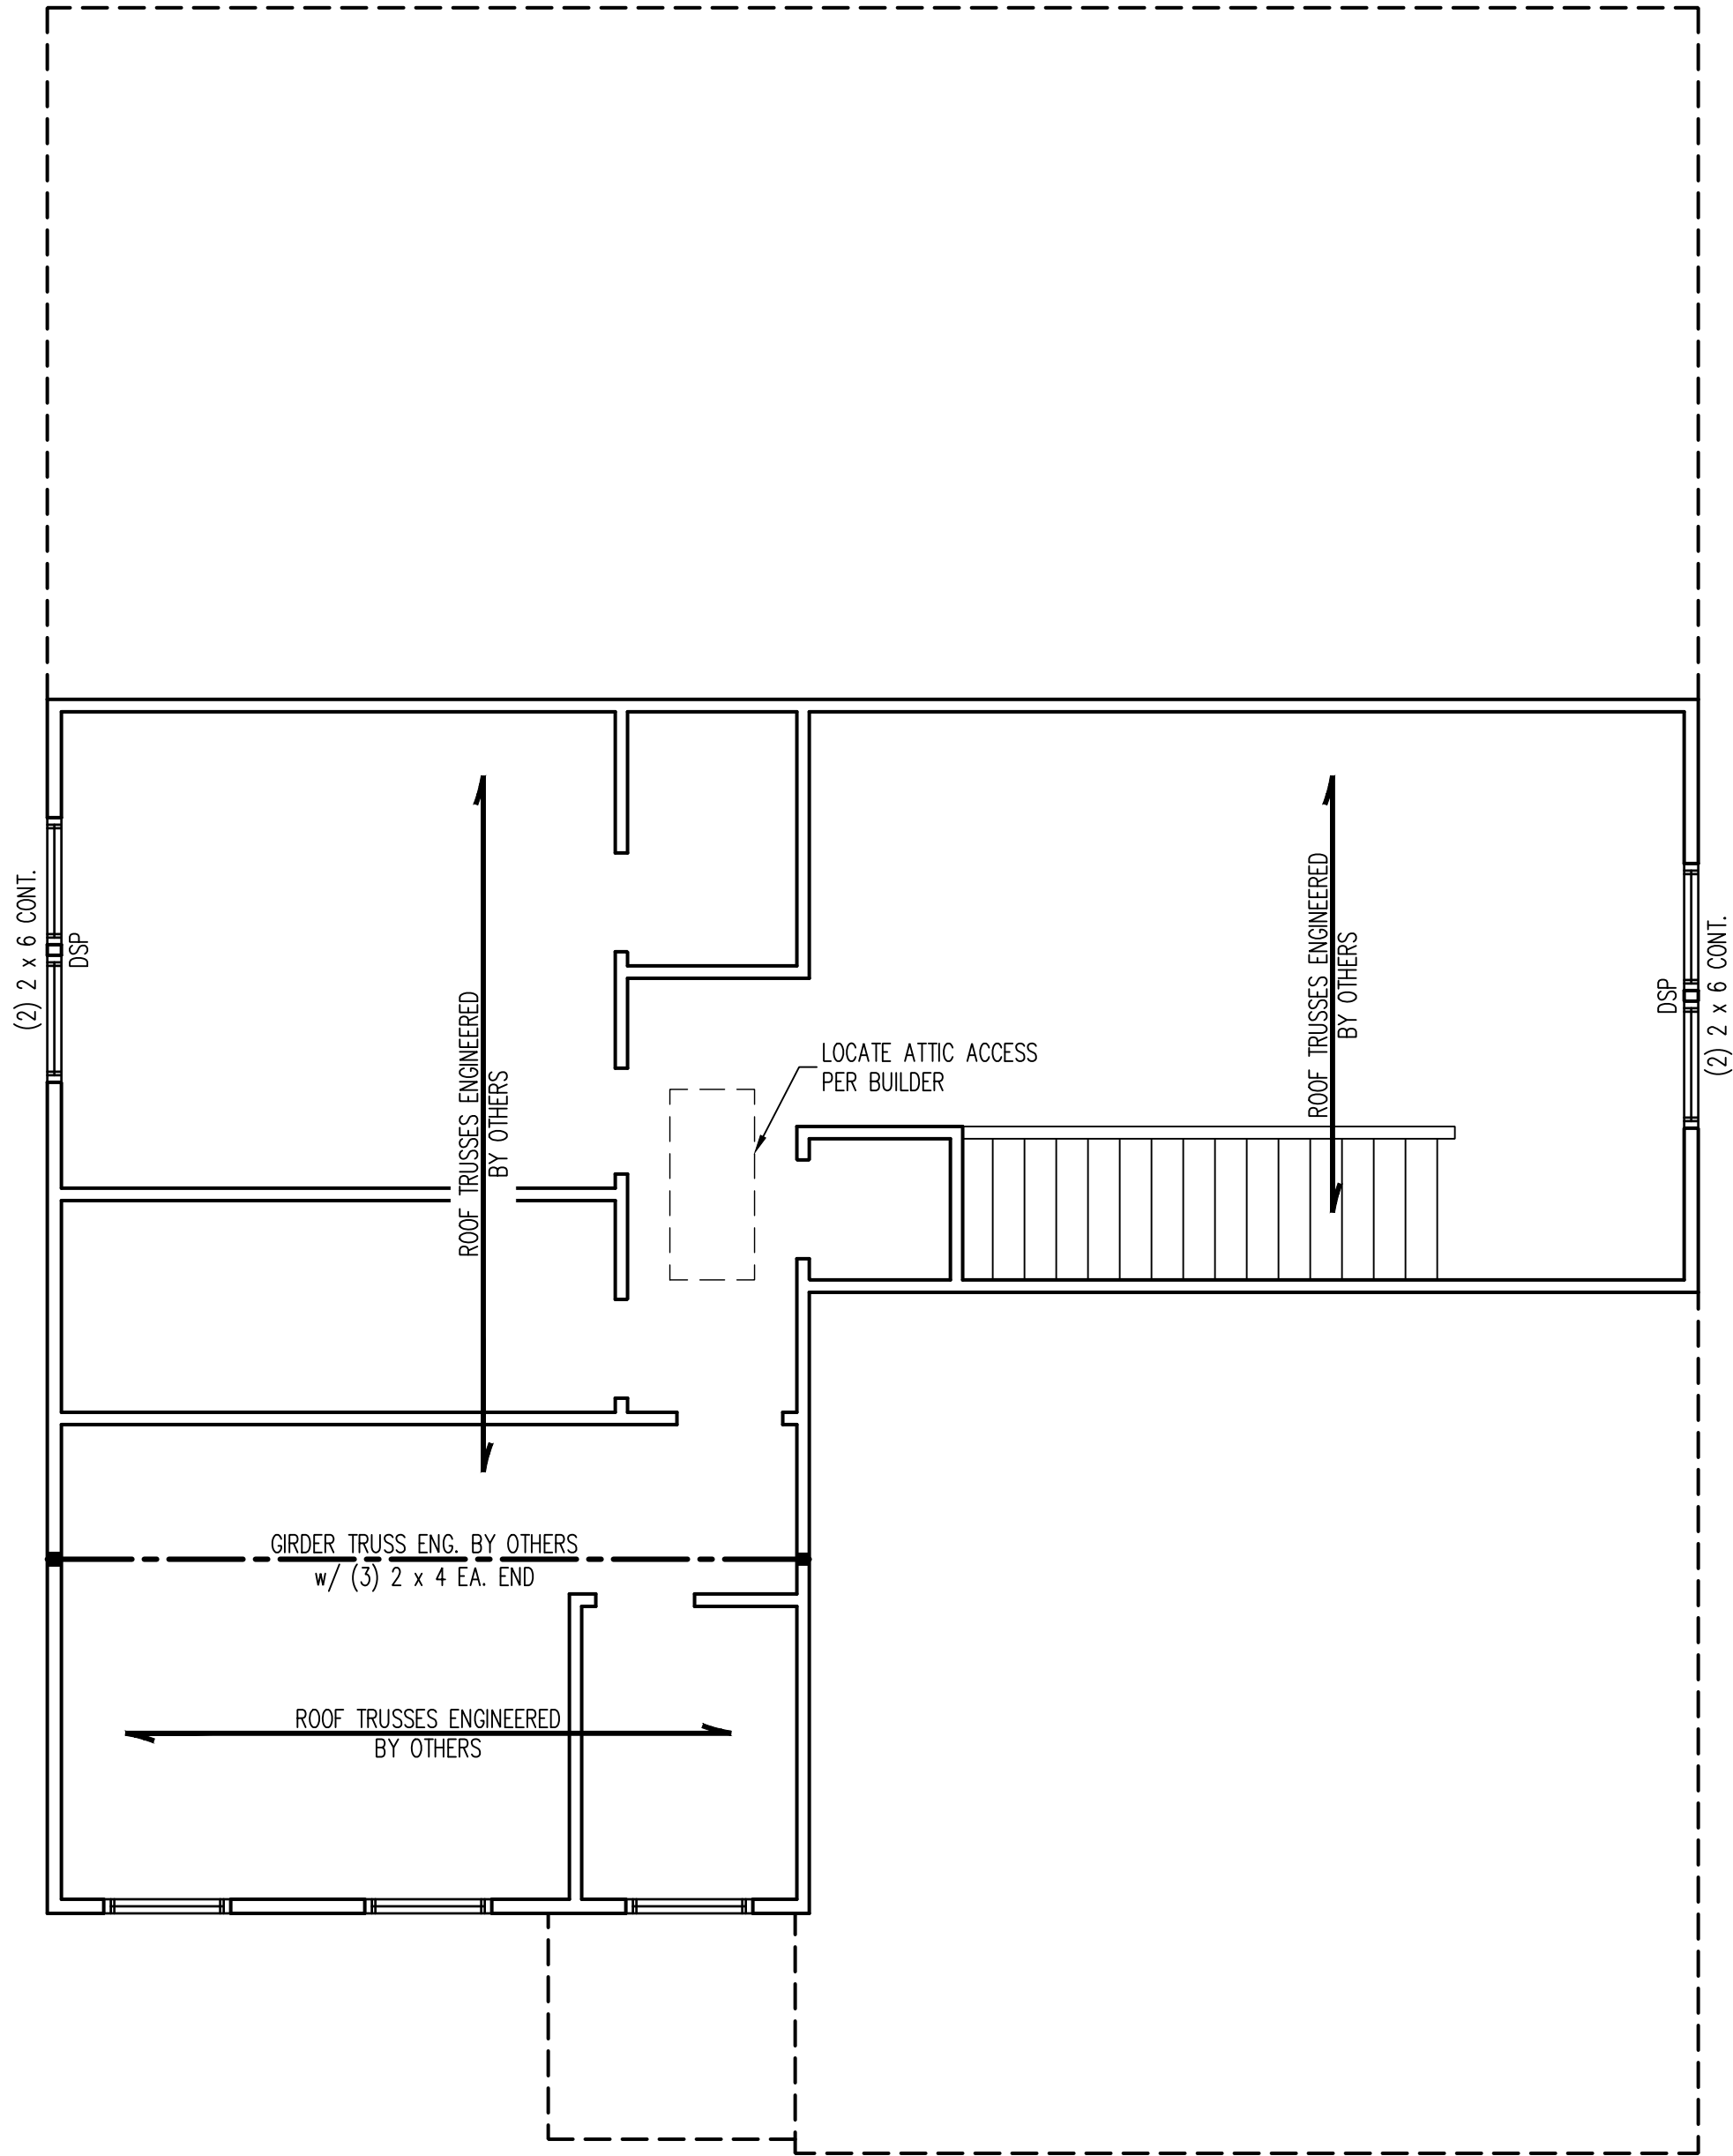 (2) 2 x 6 CONT.
DSP
ROOF TRUSSES ENGINEERED
BY OTHERS
ROOF TRUSSES ENGINEERED
BY OTHERS
DSP
(2) 2 x 6 CONT.
LOCATE ATTIC ACCESS
PER BUILDER
GIRDER TRUSS ENG. BY OTHERS
w/ (3) 2 x 4 EA. END
ROOF TRUSSES ENGINEERED
BY OTHERS